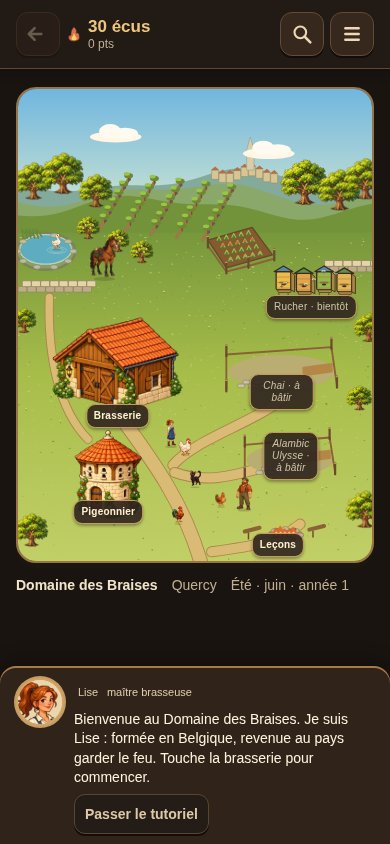 30 écus
0 pts
Rucher · bientôt
Chai · à
bâtir
Brasserie
Alambic
Ulysse ·
à bâtir
Pigeonnier
Leçons
Domaine des Braises Quercy Été · juin · année 1
Lise maître brasseuse
Bienvenue au Domaine des Braises. Je suis
Lise : formée en Belgique, revenue au pays
garder le feu. Touche la brasserie pour
commencer.
Passer le tutoriel